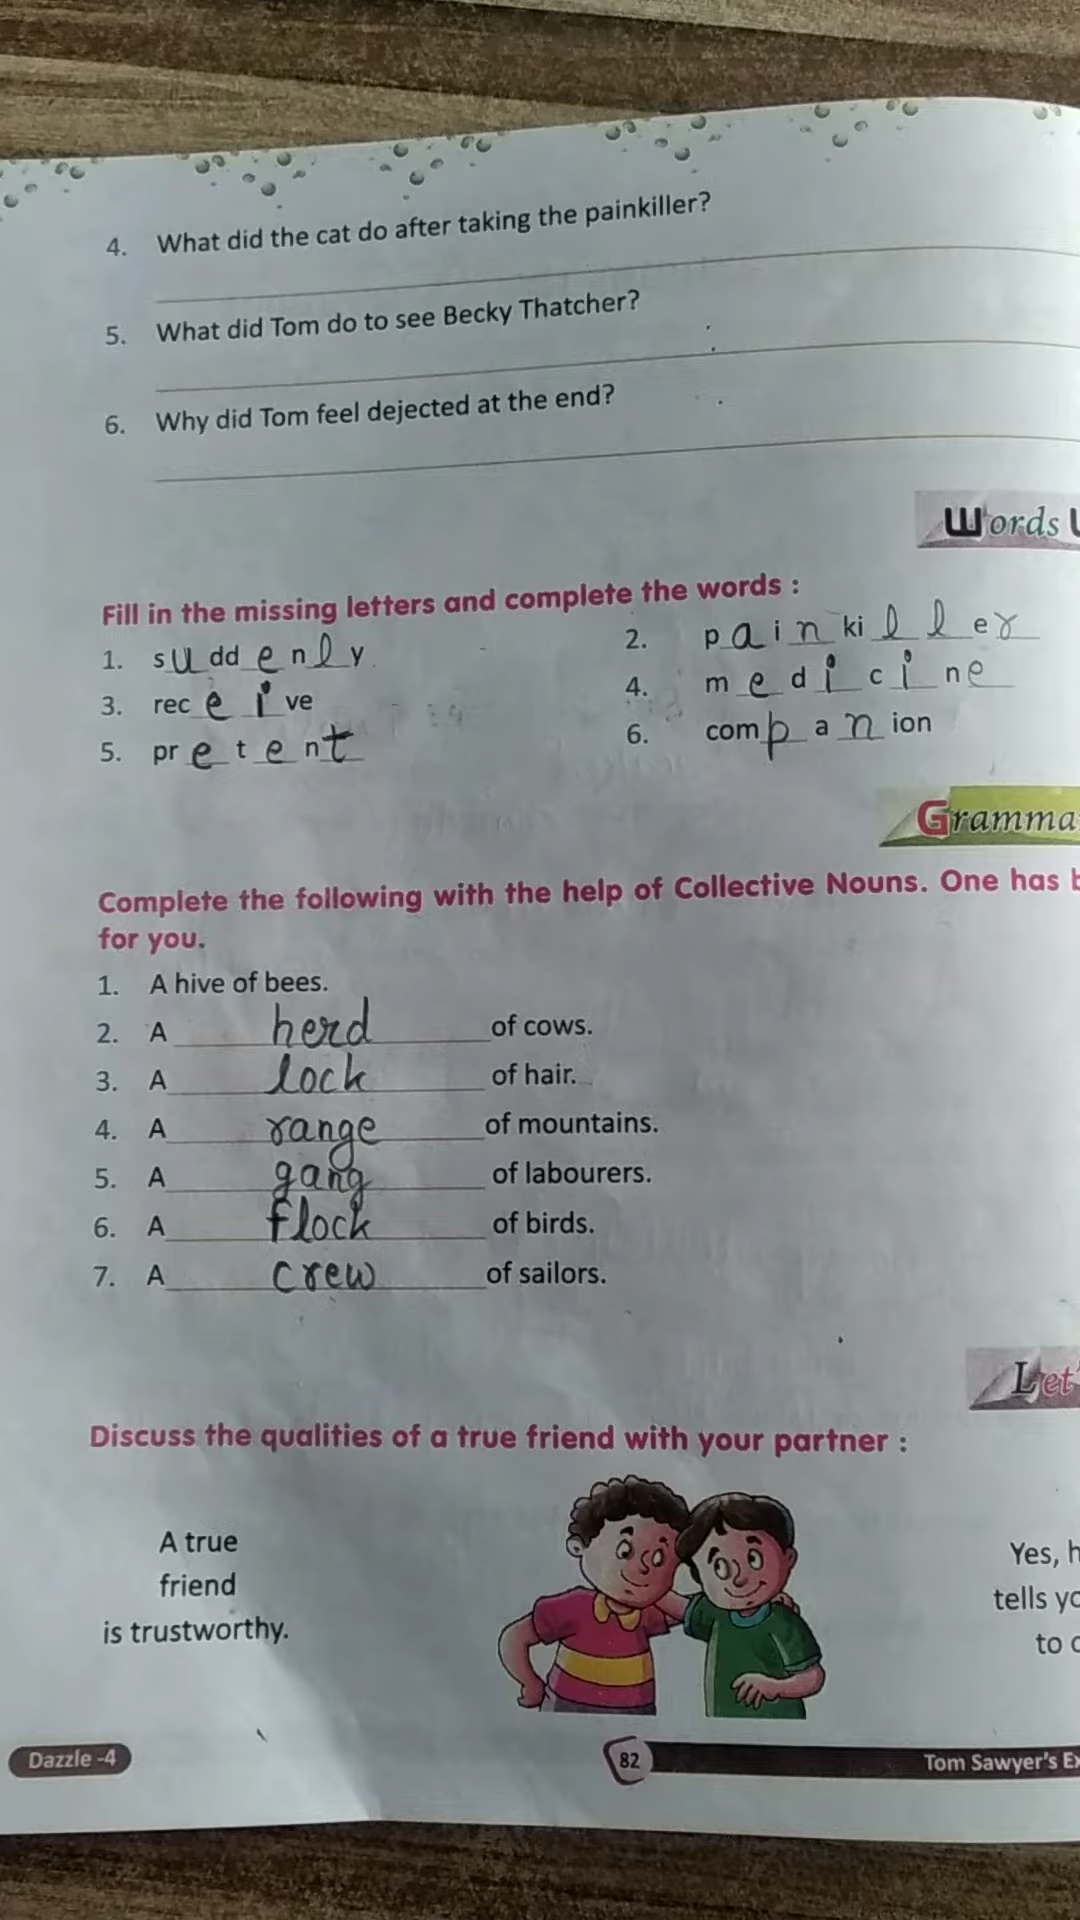 4. What did the cat do after taking the painkiller?
5. What did Tom do to see Becky Thatcher?
6. Why did Tom feel dejected at the end?
Words
Fill in the missing letters and complete the words :
1. suddenly 2. painkiller
3. receive 4. medicine
5. pretent 6. companion
Gramma
Complete the following with the help of Collective Nouns. One has
for you.
1. A hive of bees.
2. A herd of cows.
3. A lock of hair.
4. A range of mountains.
5. A gang of labourers.
6. A flock of birds.
7. A crew of sailors.
Let'
Discuss the qualities of a true friend with your partner :
A true
friend
is trustworthy.
Yes,
tells
to
Dazzle -4 82 Tom Sawyer's